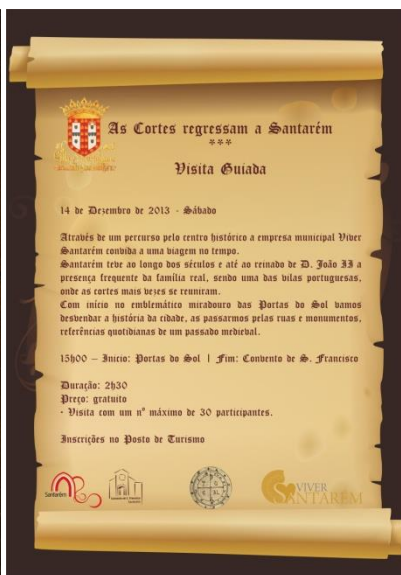 As Cortes regressam a Santarém
***
Visita Guiada
14 de Dezembro de 2013 - Sábado
Através de um percurso pelo centro histórico a empresa municipal Viver
Santarém convida a uma viagem no tempo.
Santarém teve ao longo dos séculos e até ao reinado de D. João II a
presença frequente da família real, sendo uma das vilas portuguesas,
onde as cortes mais vezes se reuniram.
Com início no emblemático miradouro das Portas do Sol vamos
desvendar a história da cidade, as passarmos pelas ruas e monumentos,
referências quotidianas de um passado medieval.
15h00 – Inicio: Portas do Sol | Fim: Convento de S. Francisco
Duração: 2h30
Preço: gratuito
- Visita com um nº máximo de 30 participantes.
Inscrições no Posto de Turismo
Santarém
VIVER
SANTARÉM